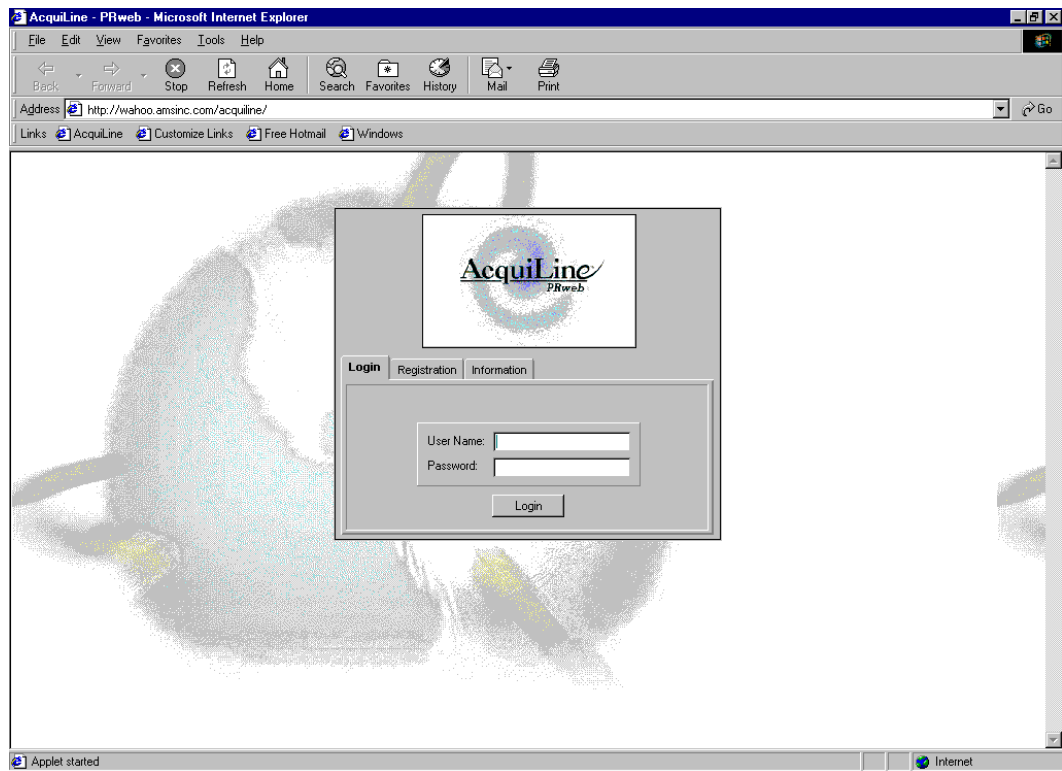 AcquiLine - PRweb - Microsoft Internet Explorer
File Edit View Favorites Tools Help
Back Forward Stop Refresh Home Search Favorites History Mail Print
Address http://wahoo.amsinc.com/acquiline/ Go
Links AcquiLine Customize Links Free Hotmail Windows
AcquiLine
PRweb
Login Registration Information
User Name:
Password:
Login
Applet started Internet